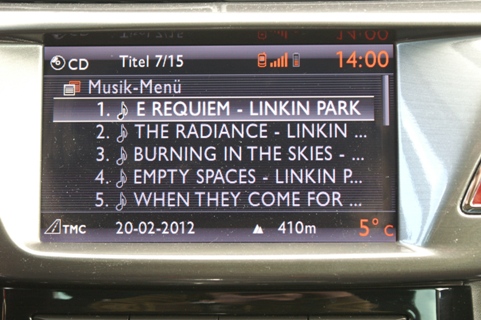 CD Titel 7/15 14:00
Musik-Menü
1. E REQUIEM - LINKIN PARK
2. THE RADIANCE - LINKIN ...
3. BURNING IN THE SKIES - ...
4. EMPTY SPACES - LINKIN P...
5. WHEN THEY COME FOR ...
TMC 20-02-2012 410m 5°C